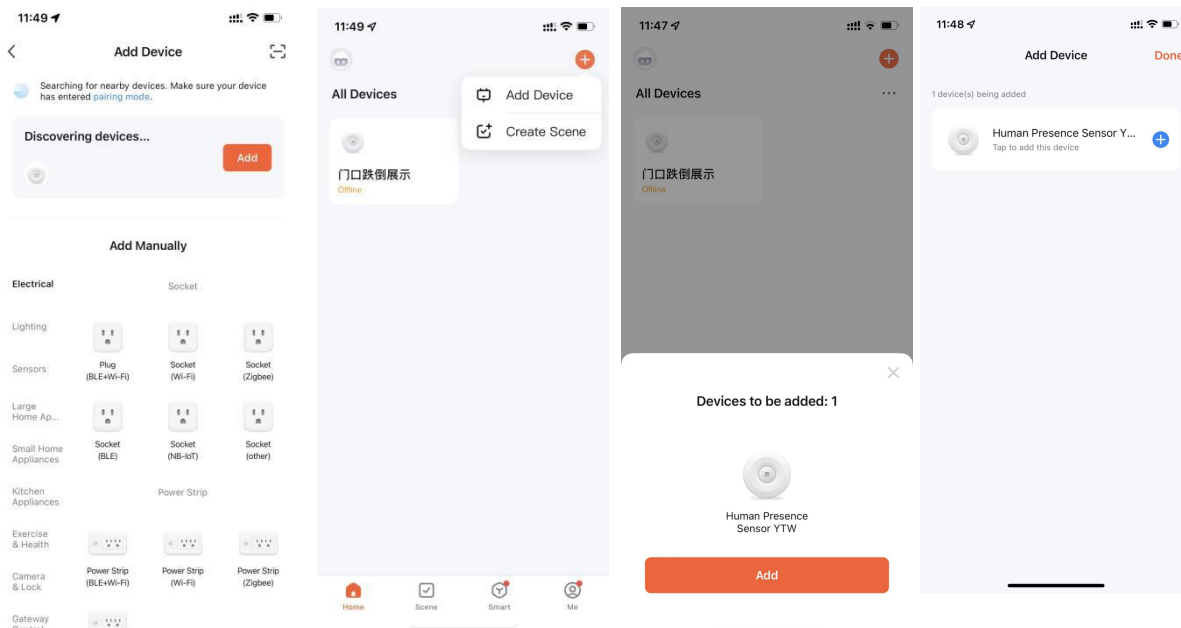 11:49
Add Device
Searching for nearby devices. Make sure your device
has entered pairing mode.
Discovering devices...
Add
Add Manually
Electrical
Socket
Lighting
Sensors
Plug
(BLE+Wi-Fi)
Socket
(Wi-Fi)
Socket
(Zigbee)
Large
Home Ap...
Small Home
Appliances
Socket
(BLE)
Socket
(NB-IoT)
Socket
(other)
Kitchen
Appliances
Power Strip
Exercise
& Health
Camera
& Lock
Power Strip
(BLE+Wi-Fi)
Power Strip
(Wi-Fi)
Power Strip
(Zigbee)
Gateway
11:49
All Devices
Add Device
Create Scene
门口跌倒展示
Offline
Home
Scene
Smart
Me
11:47
All Devices
门口跌倒展示
Offline
Devices to be added: 1
Human Presence
Sensor YTW
Add
11:48
Add Device
Done
1 device(s) being added
Human Presence Sensor Y...
Tap to add this device